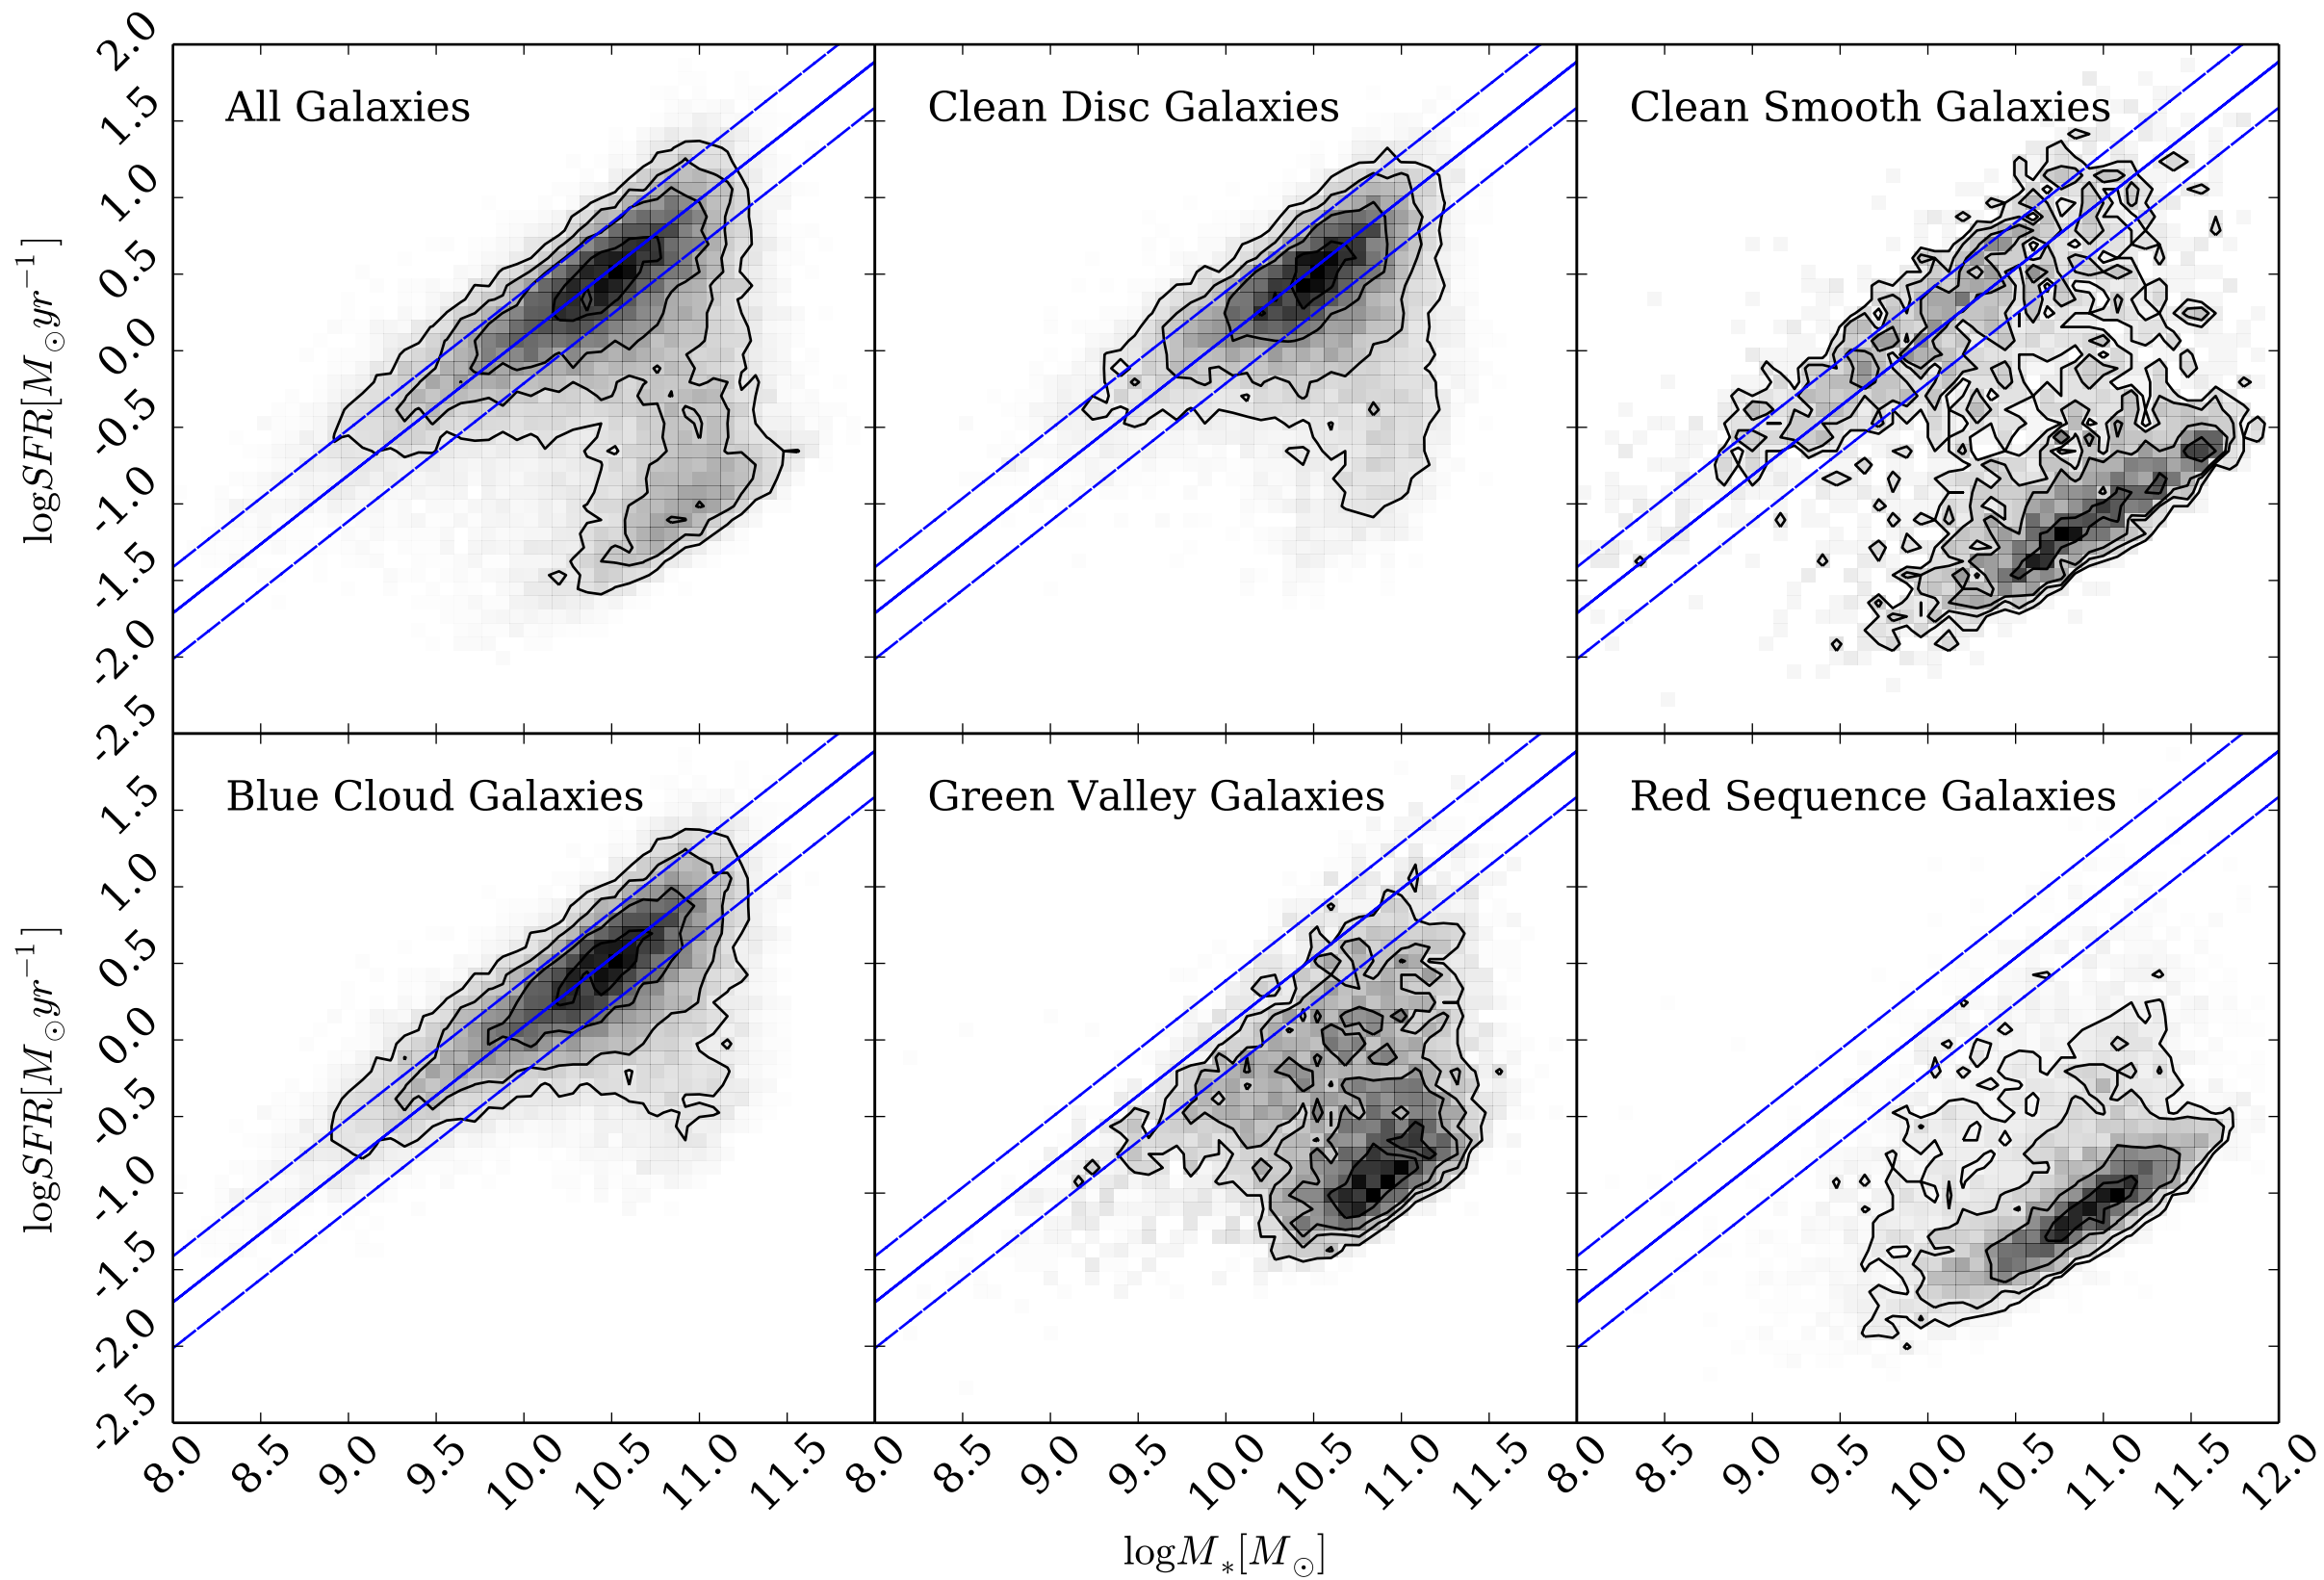 2.0
1.5
1.0
0.5
0.0
-0.5
-1.0
-1.5
-2.0
-2.5
logSFR[M⊙yr−1]
All Galaxies
Clean Disc Galaxies
Clean Smooth Galaxies
1.5
1.0
0.5
0.0
-0.5
-1.0
-1.5
-2.0
-2.5
logSFR[M⊙yr−1]
Blue Cloud Galaxies
Green Valley Galaxies
Red Sequence Galaxies
8.0 8.5 9.0 9.5 10.0 10.5 11.0 11.5 8.0 8.5 9.0 9.5 10.0 10.5 11.0 11.5 8.0 8.5 9.0 9.5 10.0 10.5 11.0 11.5 12.0
logM∗[M⊙]